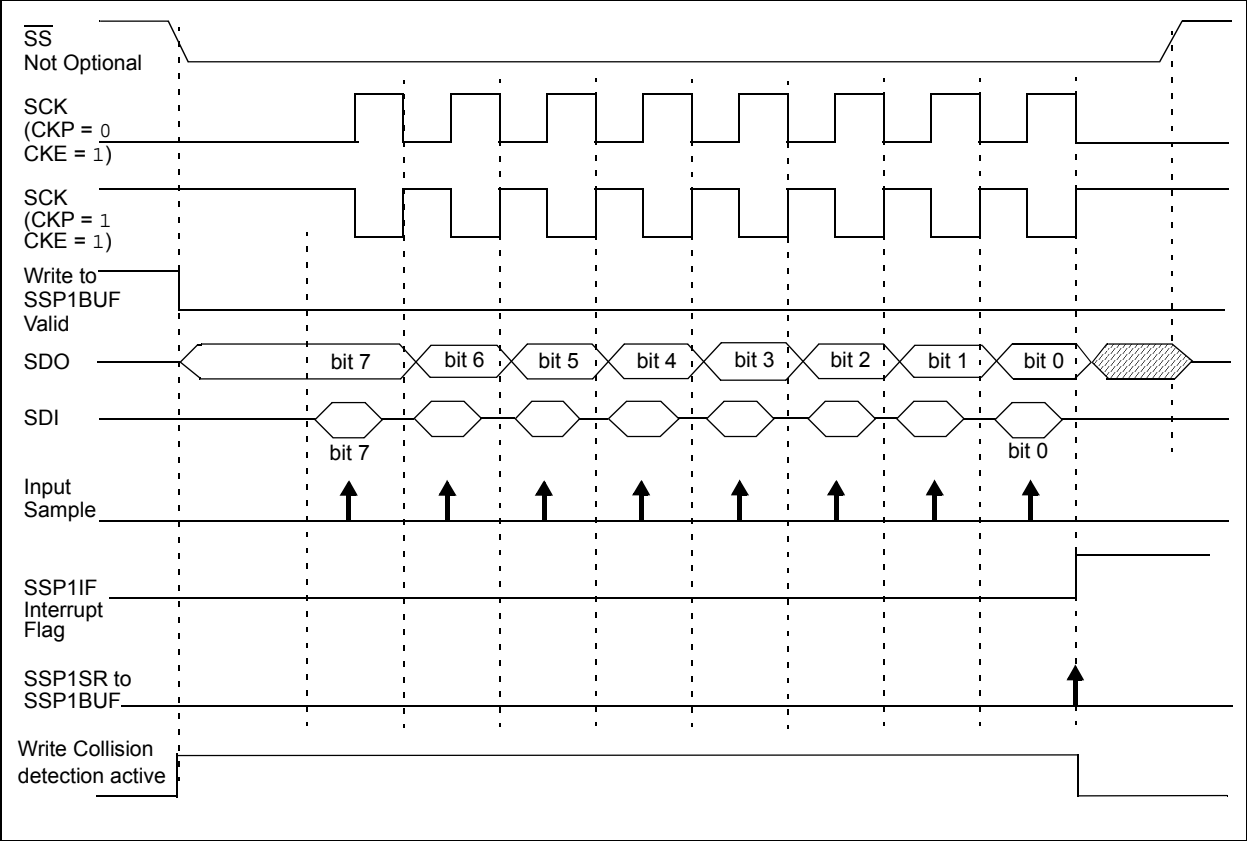 SS
Not Optional
SCK
(CKP = 0
CKE = 1)
SCK
(CKP = 1
CKE = 1)
Write to
SSP1BUF
Valid
SDO
bit 7 bit 6 bit 5 bit 4 bit 3 bit 2 bit 1 bit 0
SDI
bit 7 bit 0
Input
Sample
SSP1IF
Interrupt
Flag
SSP1SR to
SSP1BUF
Write Collision
detection active